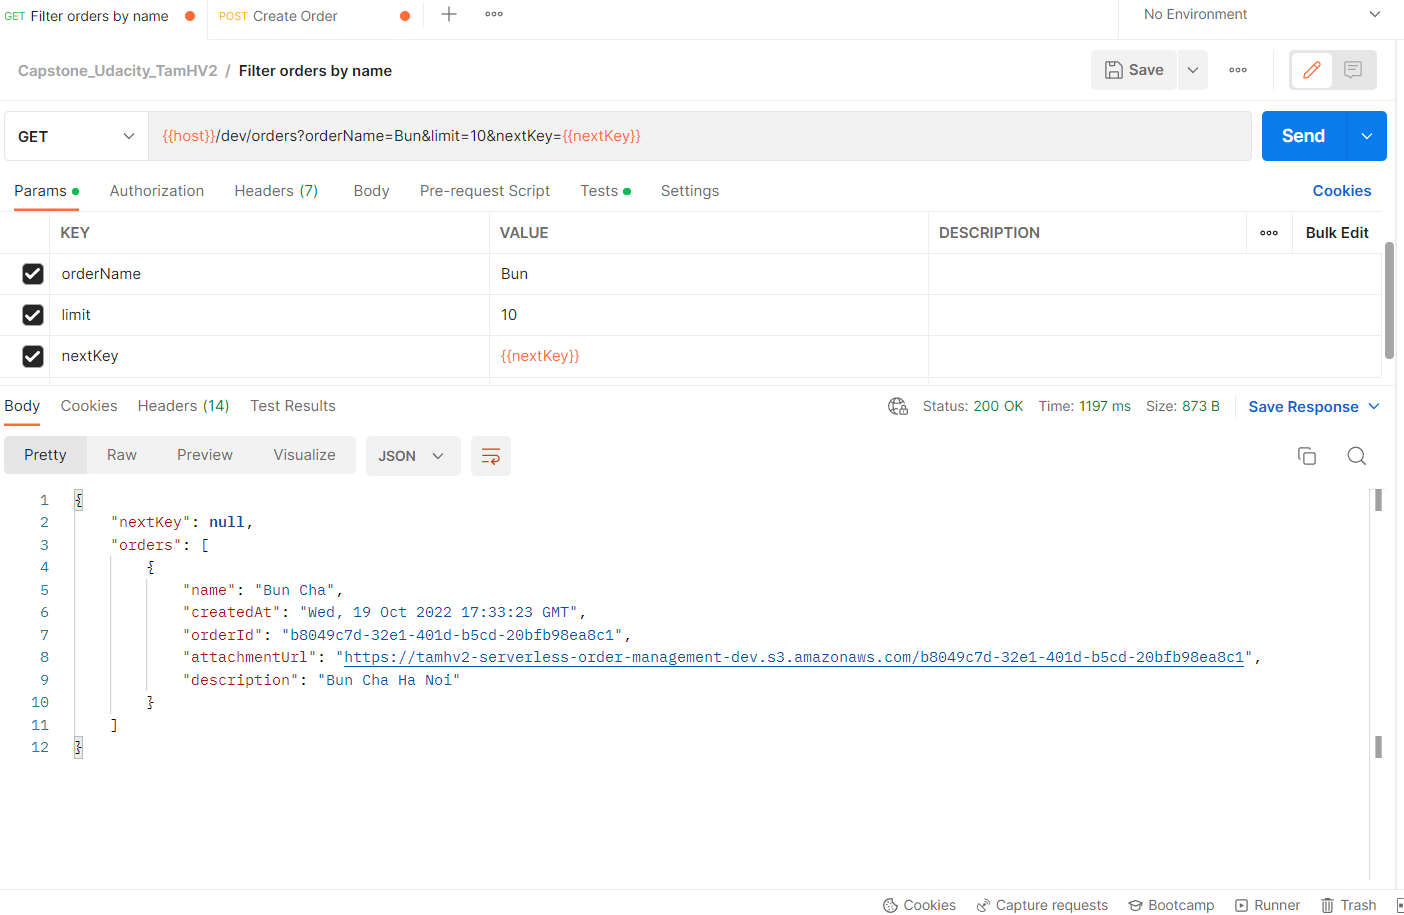 GET Filter orders by name
POST Create Order
No Environment
Capstone_Udacity_TamHV2 / Filter orders by name
Save
GET
{{host}}/dev/orders?orderName=Bun&limit=10&nextKey={{nextKey}}
Send
Params Authorization Headers (7) Body Pre-request Script Tests Settings Cookies
KEY VALUE DESCRIPTION Bulk Edit
orderName Bun
limit 10
nextKey {{nextKey}}
Body Cookies Headers (14) Test Results Status: 200 OK Time: 1197 ms Size: 873 B Save Response
Pretty Raw Preview Visualize JSON
1 {
2 "nextKey": null,
3 "orders": [
4 {
5 "name": "Bun Cha",
6 "createdAt": "Wed, 19 Oct 2022 17:33:23 GMT",
7 "orderId": "b8049c7d-32e1-401d-b5cd-20bfb98ea8c1",
8 "attachmentUrl": "https://tamhv2-serverless-order-management-dev.s3.amazonaws.com/b8049c7d-32e1-401d-b5cd-20bfb98ea8c1",
9 "description": "Bun Cha Ha Noi"
10 }
11 ]
12 }
Cookies Capture requests Bootcamp Runner Trash